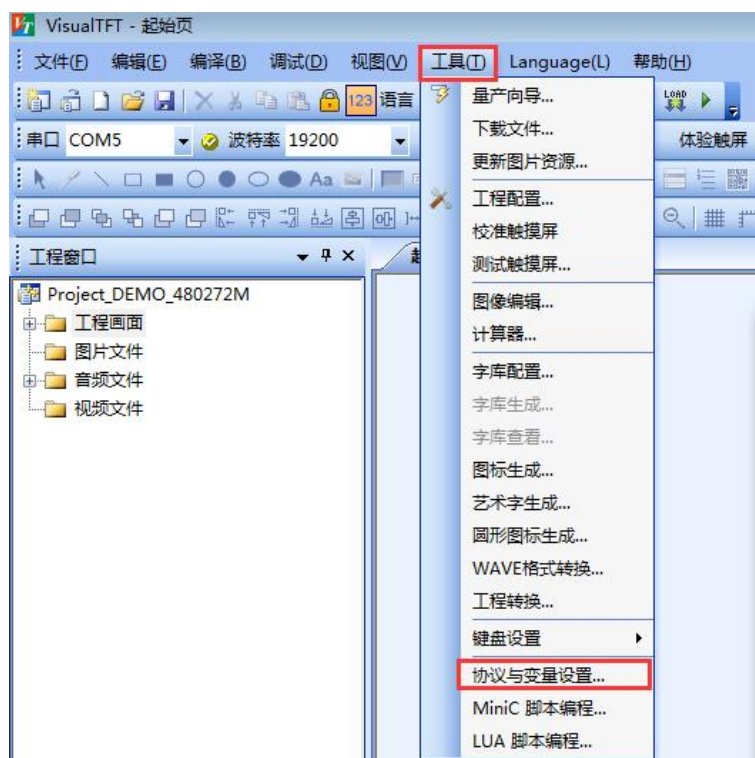 VisualTFT - 起始页
文件(F) 编辑(E) 编译(B) 调试(D) 视图(V) 工具(T) Language(L) 帮助(H)
123 语言
LOAD
串口 COM5 波特率 19200
体验触屏
Aa
工程窗口
Project_DEMO_480272M
工程画面
图片文件
音频文件
视频文件
量产向导...
下载文件...
更新图片资源...
工程配置...
校准触摸屏
测试触摸屏...
图像编辑...
计算器...
字库配置...
字库生成...
字库查看...
图标生成...
艺术字生成...
圆形图标生成...
WAVE格式转换...
工程转换...
键盘设置
协议与变量设置...
MiniC 脚本编程...
LUA 脚本编程...